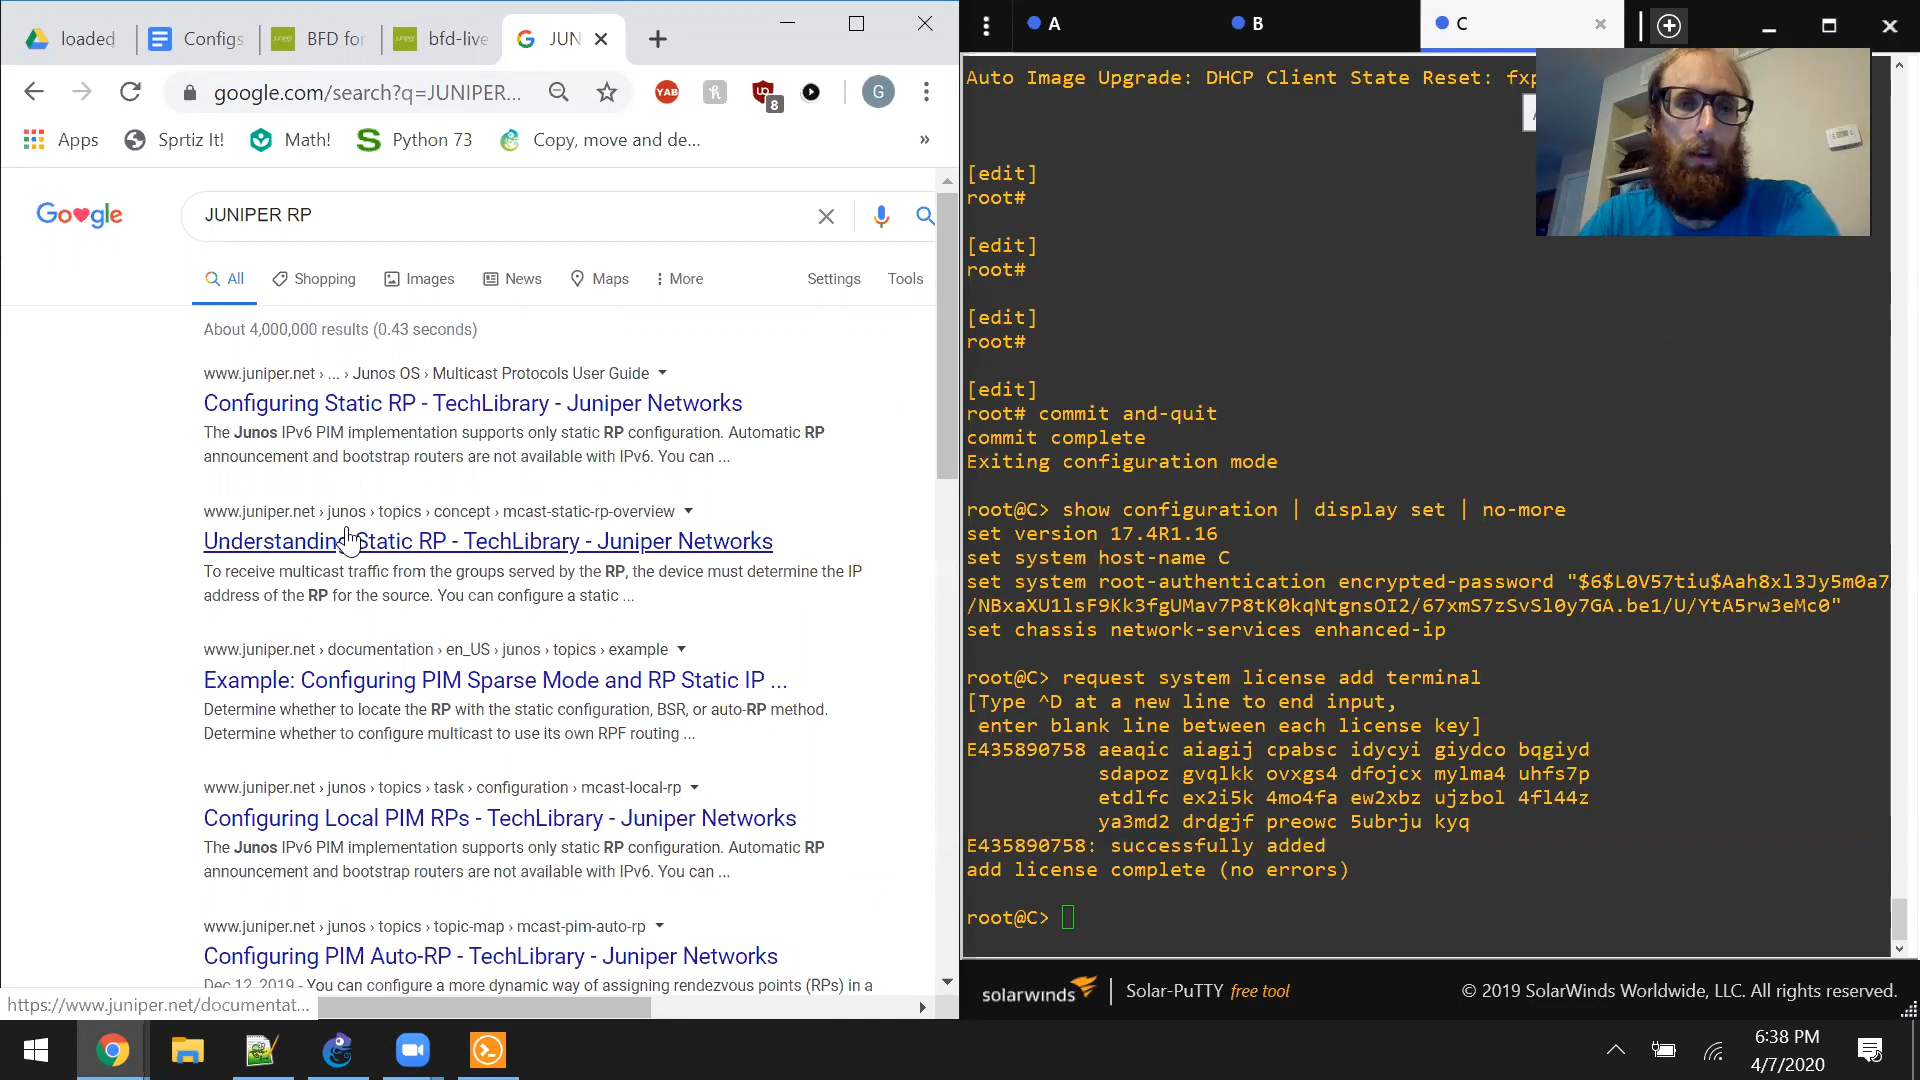 loaded
Configs
BFD for
bfd-live
JUN
google.com/search?q=JUNIPER...
YAB
8
G
Apps
Sprtiz It!
Math!
Python 73
Copy, move and de...
»
JUNIPER RP
All
Shopping
Images
News
Maps
More
Settings
Tools
About 4,000,000 results (0.43 seconds)
www.juniper.net › ... › Junos OS › Multicast Protocols User Guide
Configuring Static RP - TechLibrary - Juniper Networks
The Junos IPv6 PIM implementation supports only static RP configuration. Automatic RP
announcement and bootstrap routers are not available with IPv6. You can ...
www.juniper.net › junos › topics › concept › mcast-static-rp-overview
Understanding Static RP - TechLibrary - Juniper Networks
To receive multicast traffic from the groups served by the RP, the device must determine the IP
address of the RP for the source. You can configure a static ...
www.juniper.net › documentation › en_US › junos › topics › example
Example: Configuring PIM Sparse Mode and RP Static IP ...
Determine whether to locate the RP with the static configuration, BSR, or auto-RP method.
Determine whether to configure multicast to use its own RPF routing ...
www.juniper.net › junos › topics › task › configuration › mcast-local-rp
Configuring Local PIM RPs - TechLibrary - Juniper Networks
The Junos IPv6 PIM implementation supports only static RP configuration. Automatic RP
announcement and bootstrap routers are not available with IPv6. You can ...
www.juniper.net › junos › topics › topic-map › mcast-pim-auto-rp
Configuring PIM Auto-RP - TechLibrary - Juniper Networks
Dec 12, 2019 - You can configure a more dynamic way of assigning rendezvous points (RPs) in a
https://www.juniper.net/documentat...
A
B
C
Auto Image Upgrade: DHCP Client State Reset: fxp
[edit]
root#
[edit]
root#
[edit]
root#
[edit]
root# commit and-quit
commit complete
Exiting configuration mode
root@C> show configuration | display set | no-more
set version 17.4R1.16
set system host-name C
set system root-authentication encrypted-password "$6$L0V57tiu$Aah8xl3Jy5m0a7
/NBxaXU1lsF9Kk3fgUMav7P8tK0kqNtgnsOI2/67xmS7zSvSl0y7GA.be1/U/YtA5rw3eMc0"
set chassis network-services enhanced-ip
root@C> request system license add terminal
[Type ^D at a new line to end input,
enter blank line between each license key]
E435890758 aeaqic aiagij cpabsc idycyi giydco bqgiyd
sdapoz gvqlkk ovxgs4 dfojcx mylma4 uhfs7p
etdlfc ex2i5k 4mo4fa ew2xbz ujzbol 4fl44z
ya3md2 drdgjf preowc 5ubrju kyq
E435890758: successfully added
add license complete (no errors)
root@C>
solarwinds | Solar-PuTTY free tool
© 2019 SolarWinds Worldwide, LLC. All rights reserved.
6:38 PM
4/7/2020